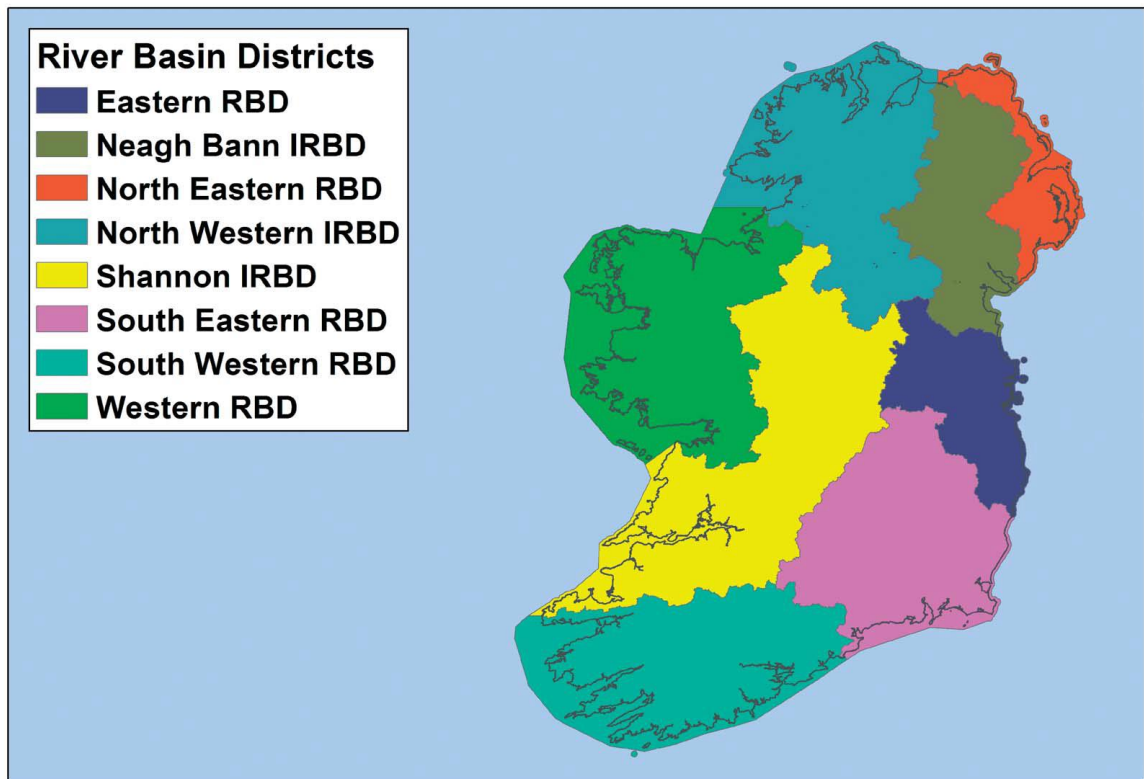 River Basin Districts
Eastern RBD
Neagh Bann IRBD
North Eastern RBD
North Western IRBD
Shannon IRBD
South Eastern RBD
South Western RBD
Western RBD